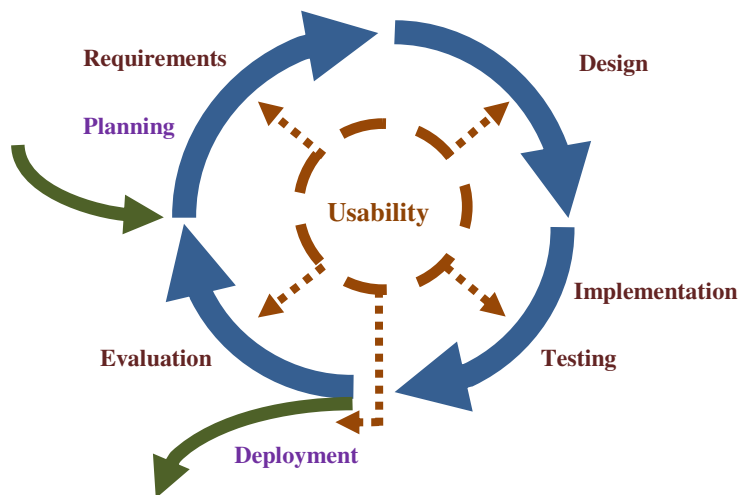 Requirements
Design
Planning
Usability
Implementation
Evaluation
Testing
Deployment